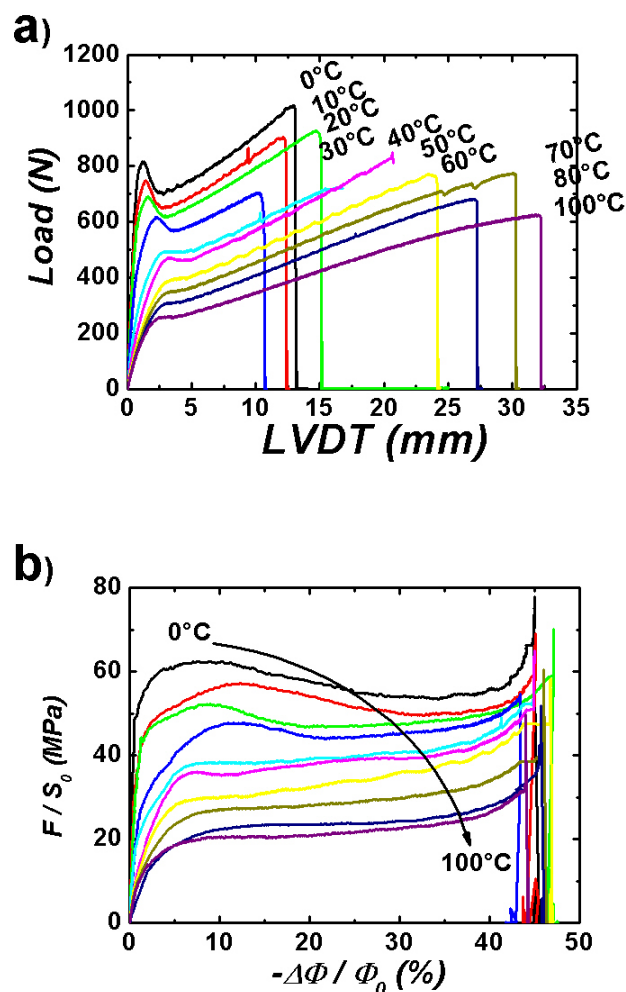 a)
1200
1000
800
600
400
200
0
Load (N)
0°C
10°C
20°C
30°C
40°C
50°C
60°C
70°C
80°C
100°C
0 5 10 15 20 25 30 35
LVDT (mm)
b)
80
60
40
20
0
F / S0 (MPa)
0°C
100°C
0 10 20 30 40 50
-ΔΦ / Φ0 (%)